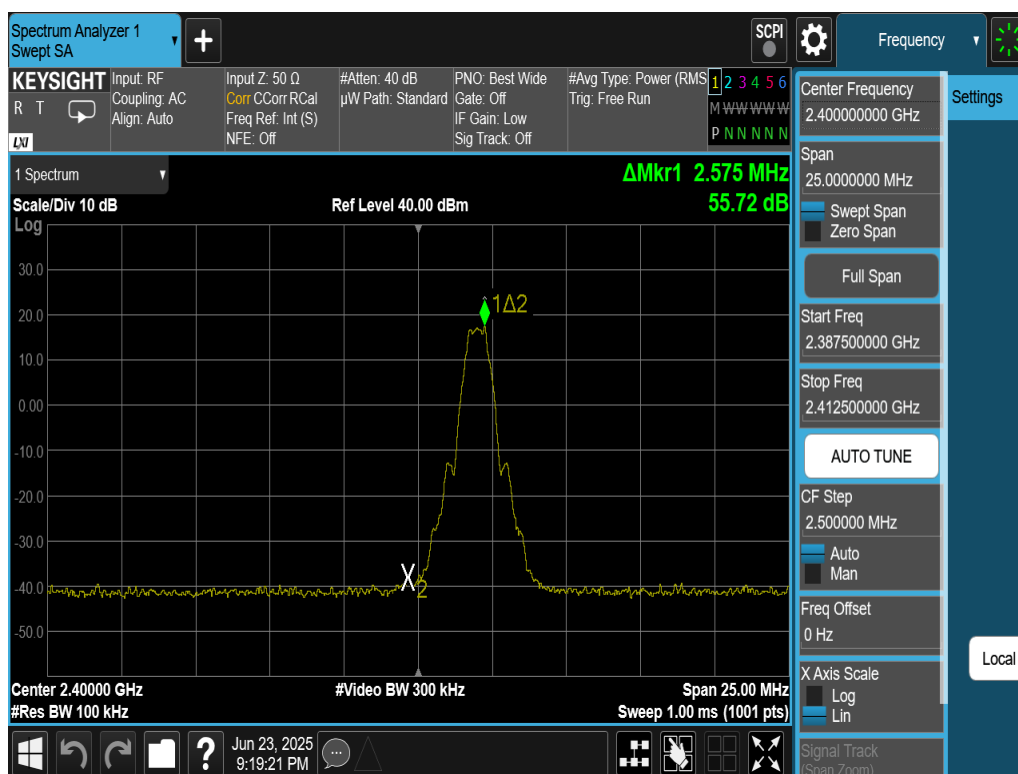 Spectrum Analyzer 1
Swept SA
+
SCPI
Frequency
KEYSIGHT
R T
LXI
Input: RF
Coupling: AC
Align: Auto
Input Z: 50 Ω
Corr CCorr RCal
Freq Ref: Int (S)
NFE: Off
#Atten: 40 dB
µW Path: Standard
PNO: Best Wide
Gate: Off
IF Gain: Low
Sig Track: Off
#Avg Type: Power (RMS
Trig: Free Run
1 2 3 4 5 6
M W W W W W
P N N N N N
1 Spectrum
ΔMkr1 2.575 MHz
55.72 dB
Scale/Div 10 dB
Ref Level 40.00 dBm
Log
30.0
20.0
10.0
0.00
-10.0
-20.0
-30.0
-40.0
-50.0
1Δ2
X
2
Center 2.40000 GHz
#Video BW 300 kHz
Span 25.00 MHz
#Res BW 100 kHz
Sweep 1.00 ms (1001 pts)
Center Frequency
2.400000000 GHz
Settings
Span
25.0000000 MHz
Swept Span
Zero Span
Full Span
Start Freq
2.387500000 GHz
Stop Freq
2.412500000 GHz
AUTO TUNE
CF Step
2.500000 MHz
Auto
Man
Freq Offset
0 Hz
Local
X Axis Scale
Log
Lin
Signal Track
(Span Zoom)
?
Jun 23, 2025
9:19:21 PM